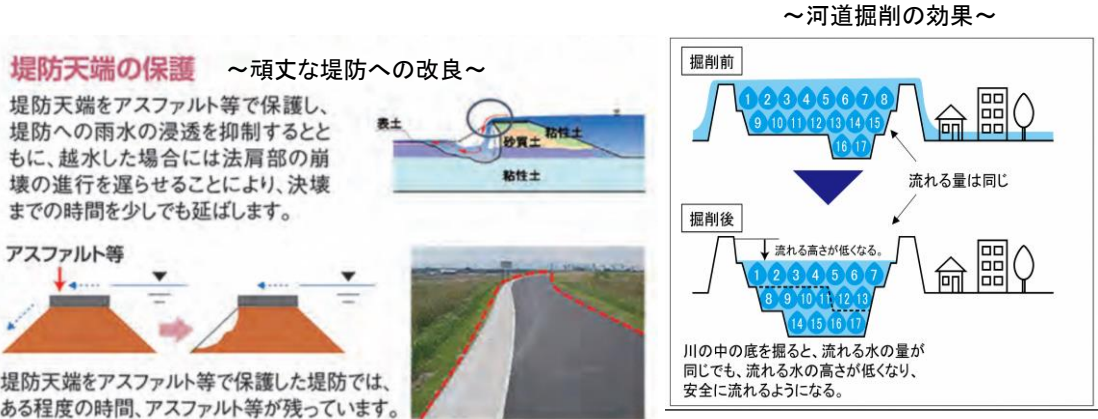 堤防天端の保護 ～頑丈な堤防への改良～
堤防天端をアスファルト等で保護し、
堤防への雨水の浸透を抑制するとと
もに、越水した場合には法肩部の崩
壊の進行を遅らせることにより、決壊
までの時間を少しでも延ばします。
表土
砂質土
粘性土
粘性土
アスファルト等
堤防天端をアスファルト等で保護した堤防では、
ある程度の時間、アスファルト等が残っています。
～河道掘削の効果～
掘削前
1 2 3 4 5 6 7 8
9 10 11 12 13 14 15
16 17
流れる量は同じ
掘削後
流れる高さが低くなる。
1 2 3 4 5 6 7
8 9 10 11 12 13
14 15 16 17
川の中の底を掘ると、流れる水の量が
同じでも、流れる水の高さが低くなり、
安全に流れるようになる。